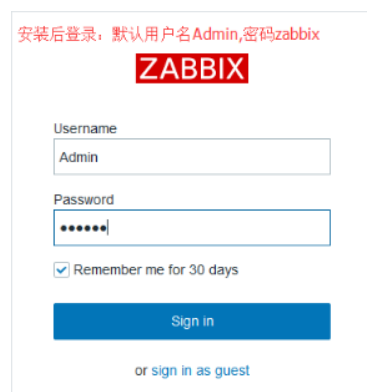 安装后登录：默认用户名Admin,密码zabbix
ZABBIX
Username
Admin
Password
••••••
Remember me for 30 days
Sign in
or sign in as guest